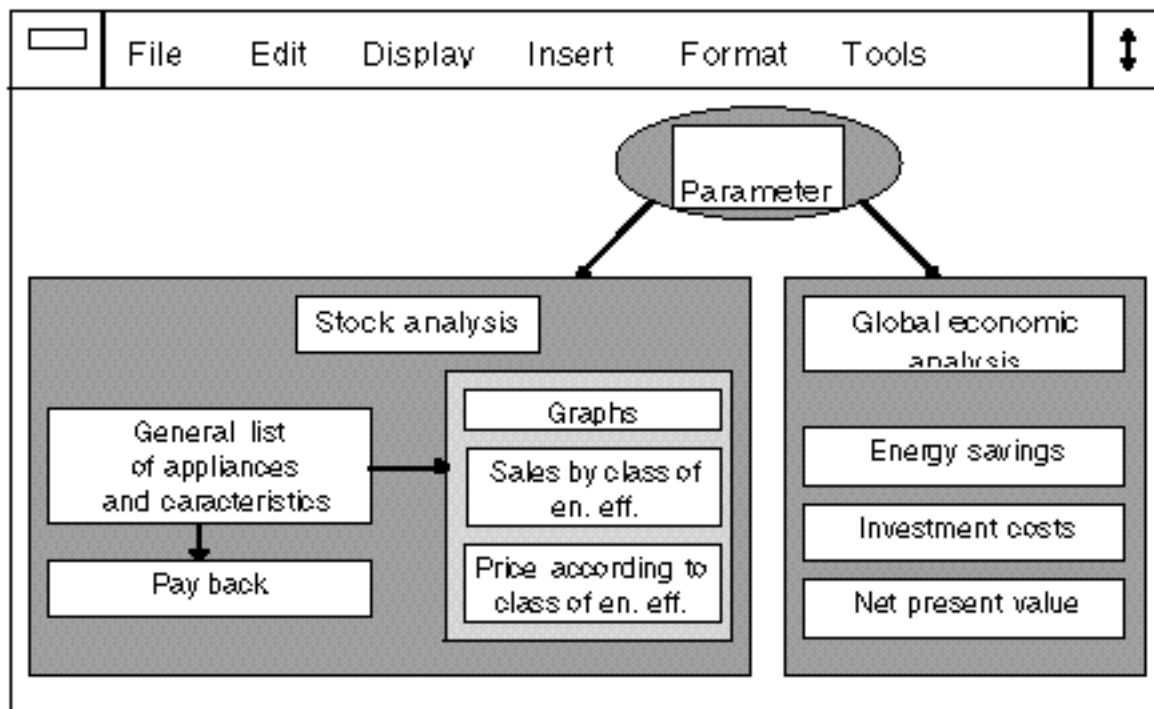 File Edit Display Insert Format Tools
Parameter
Stock analysis
General list
of appliances
and caracteristics
Pay back
Graphs
Sales by class of
en. eff.
Price according to
class of en. eff.
Global economic
analysis
Energy savings
Investment costs
Net present value